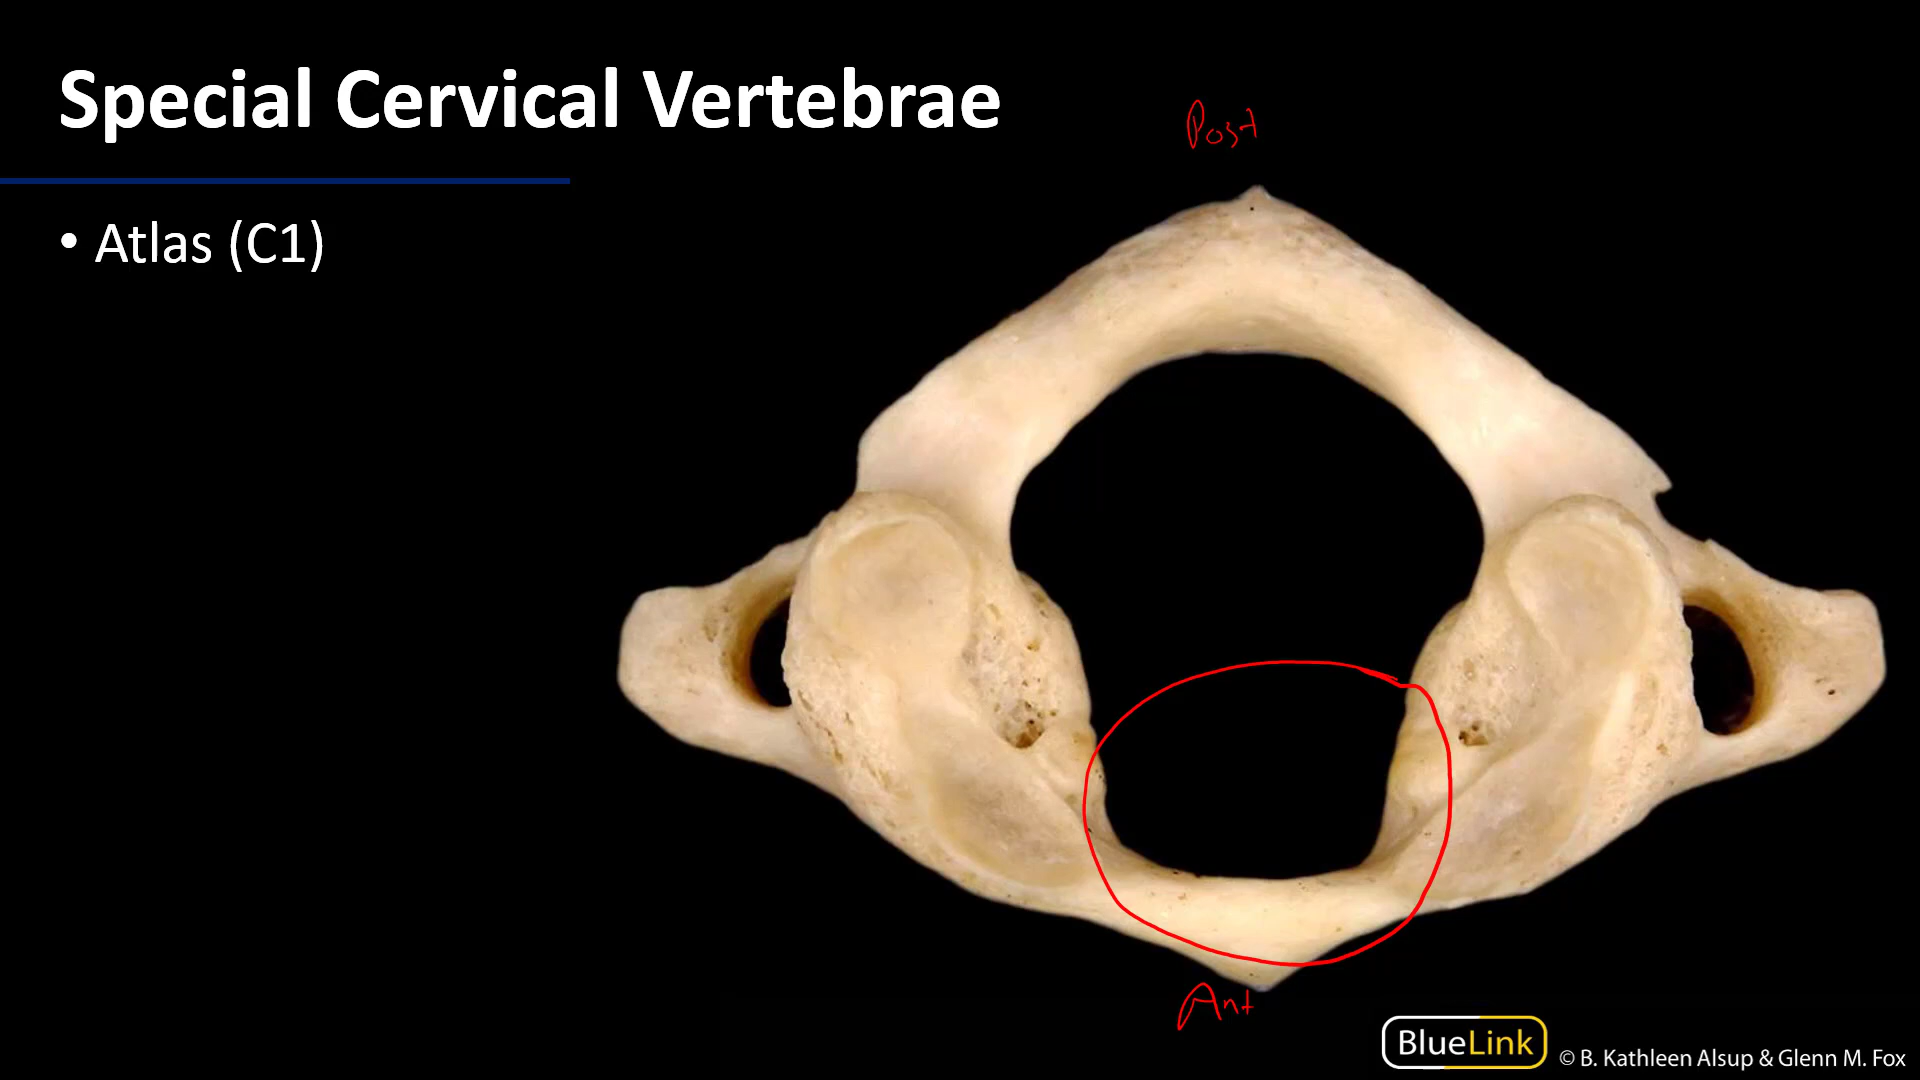 Special Cervical Vertebrae
Post
• Atlas (C1)
Ant
BlueLink
© B. Kathleen Alsup & Glenn M. Fox